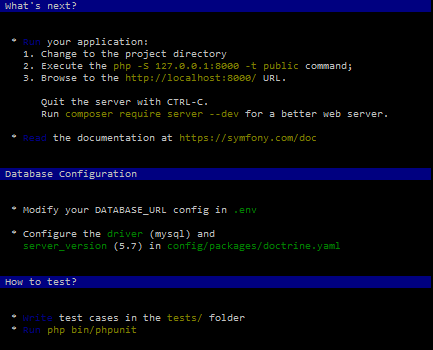 What's next?
* Run your application:
1. Change to the project directory
2. Execute the php -S 127.0.0.1:8000 -t public command;
3. Browse to the http://localhost:8000/ URL.
Quit the server with CTRL-C.
Run composer require server --dev for a better web server.
* Read the documentation at https://symfony.com/doc
Database Configuration
* Modify your DATABASE_URL config in .env
* Configure the driver (mysql) and
server_version (5.7) in config/packages/doctrine.yaml
How to test?
* Write test cases in the tests/ folder
* Run php bin/phpunit